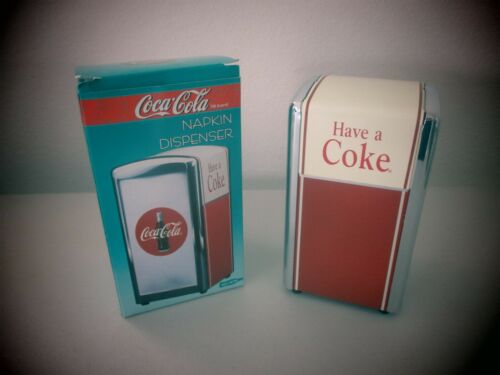 Coca-Cola
NAPKIN
DISPENSER
Have a
Coke
Coca-Cola
Have a
Coke